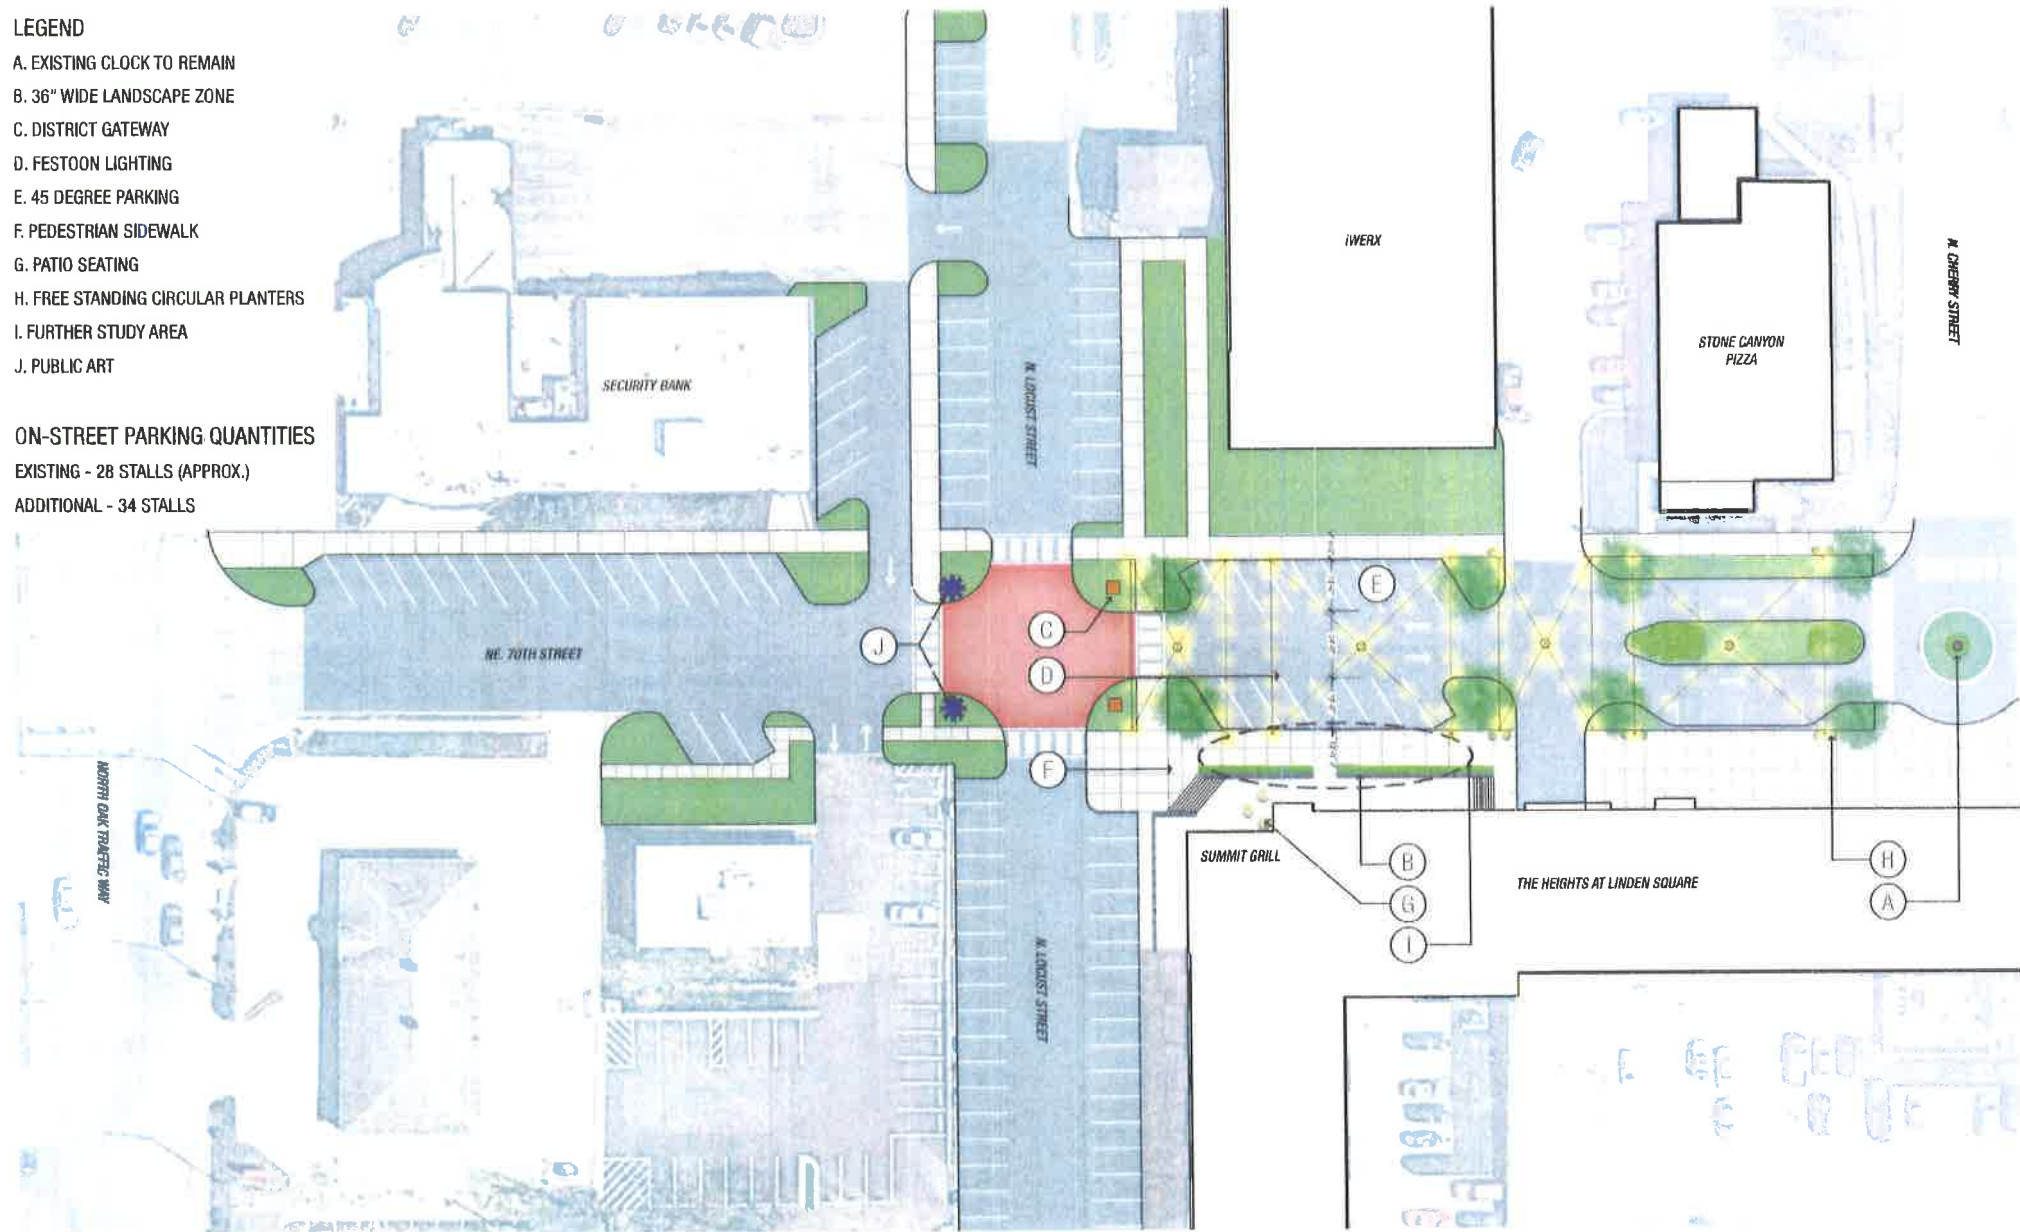 LEGEND
A. EXISTING CLOCK TO REMAIN
B. 36" WIDE LANDSCAPE ZONE
C. DISTRICT GATEWAY
D. FESTOON LIGHTING
E. 45 DEGREE PARKING
F. PEDESTRIAN SIDEWALK
G. PATIO SEATING
H. FREE STANDING CIRCULAR PLANTERS
I. FURTHER STUDY AREA
J. PUBLIC ART
ON-STREET PARKING QUANTITIES
EXISTING - 28 STALLS (APPROX.)
ADDITIONAL - 34 STALLS
iWERX
N. CHERRY STREET
STONE CANYON
PIZZA
SECURITY BANK
N. LOCUST STREET
E
J
C
D
NE. 70TH STREET
F
NORTH OAK TRAFFIC WAY
SUMMIT GRILL
B
G
I
THE HEIGHTS AT LINDEN SQUARE
H
A
N. LOCUST STREET